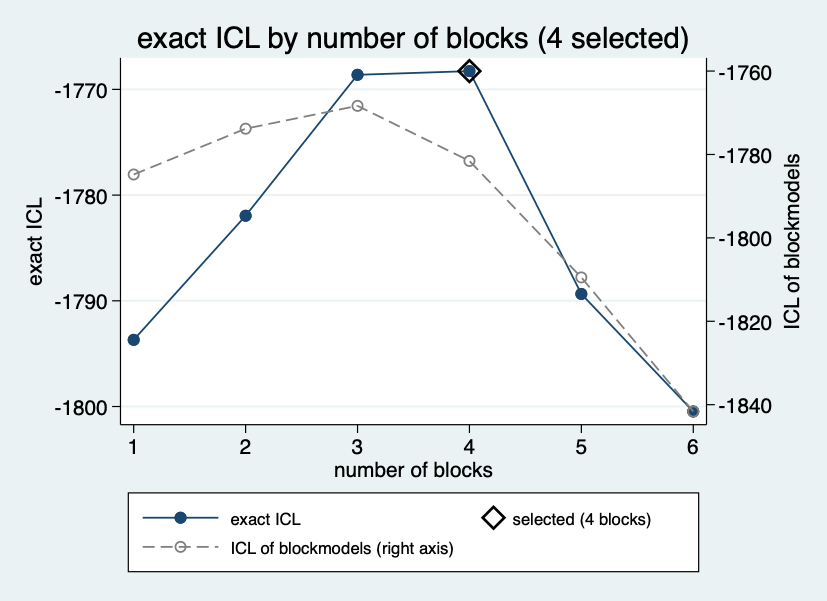 exact ICL by number of blocks (4 selected)
-1770
-1780
-1790
-1800
exact ICL
-1760
-1780
-1800
-1820
-1840
ICL of blockmodels
1 2 3 4 5 6
number of blocks
exact ICL
selected (4 blocks)
ICL of blockmodels (right axis)